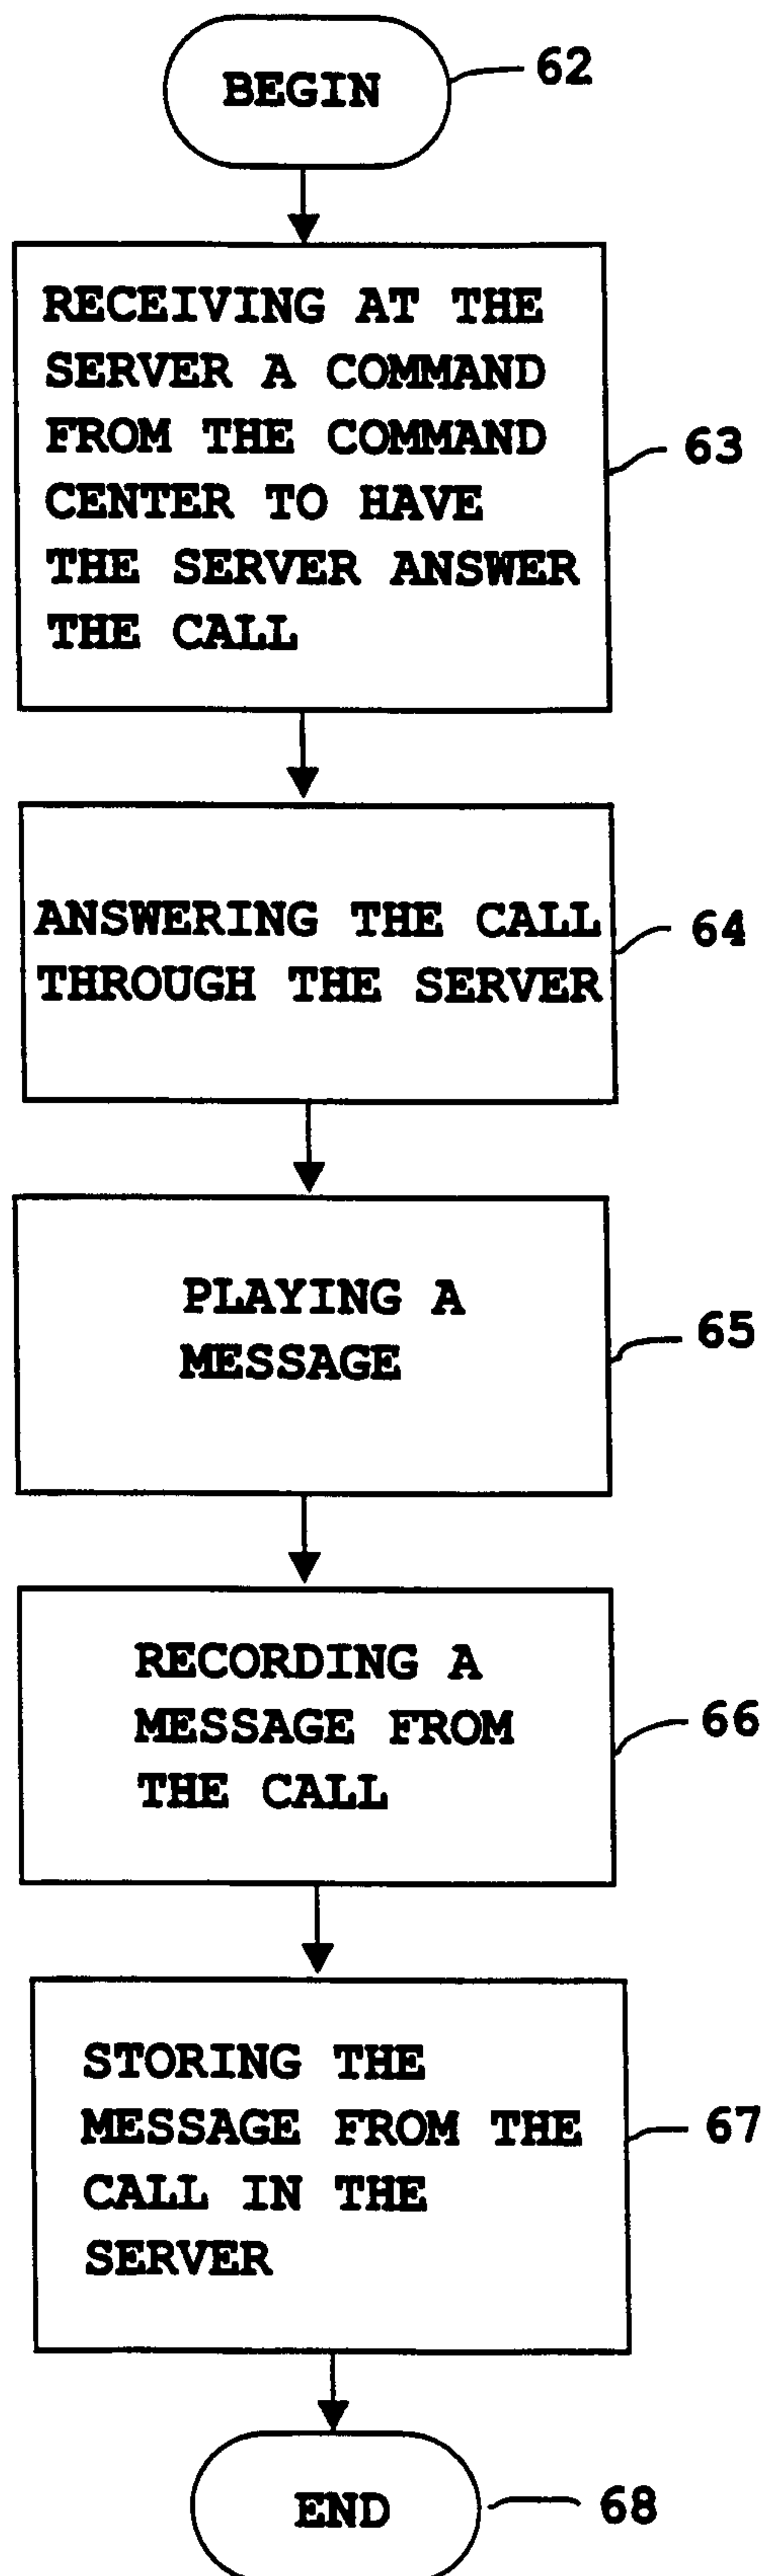 BEGIN
62
RECEIVING AT THE
SERVER A COMMAND
FROM THE COMMAND
CENTER TO HAVE
THE SERVER ANSWER
THE CALL
63
ANSWERING THE CALL
THROUGH THE SERVER
64
PLAYING A
MESSAGE
65
RECORDING A
MESSAGE FROM
THE CALL
66
STORING THE
MESSAGE FROM THE
CALL IN THE
SERVER
67
END
68